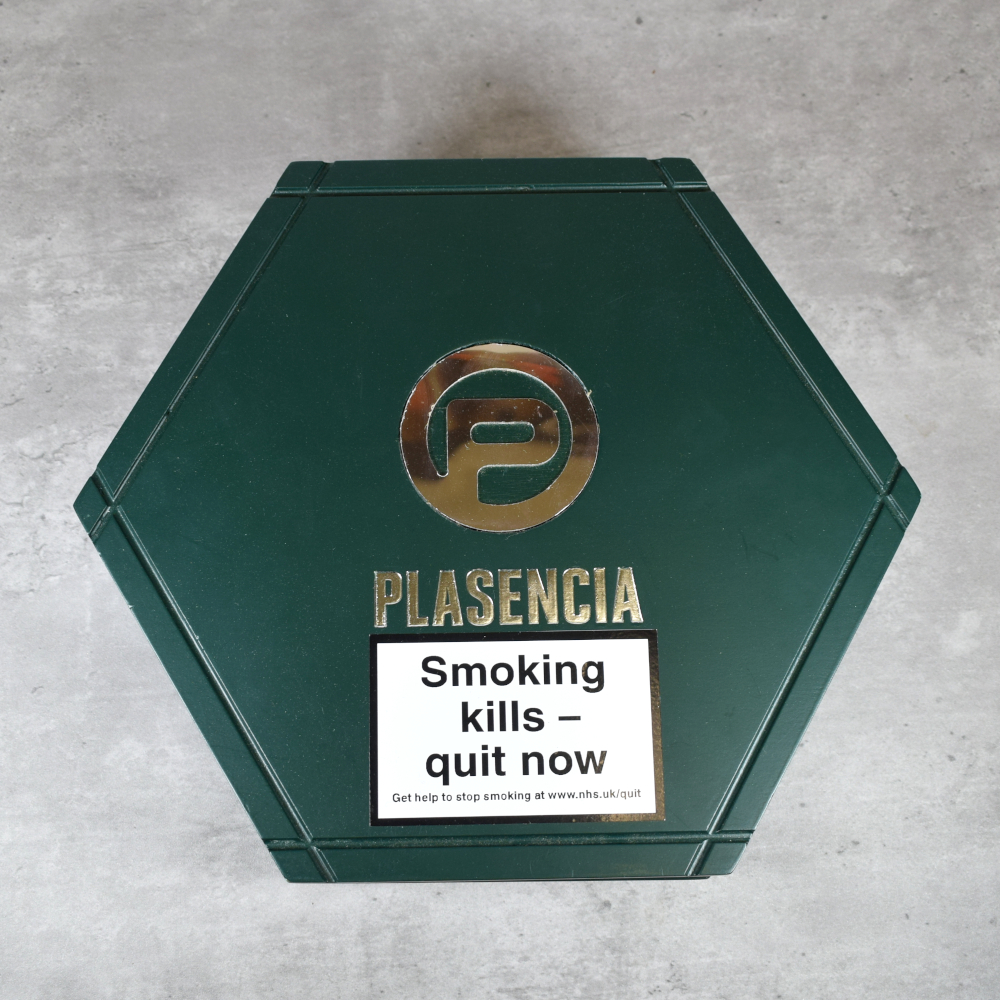 P
PLASENCIA
Smoking
kills –
quit now
Get help to stop smoking at www.nhs.uk/quit